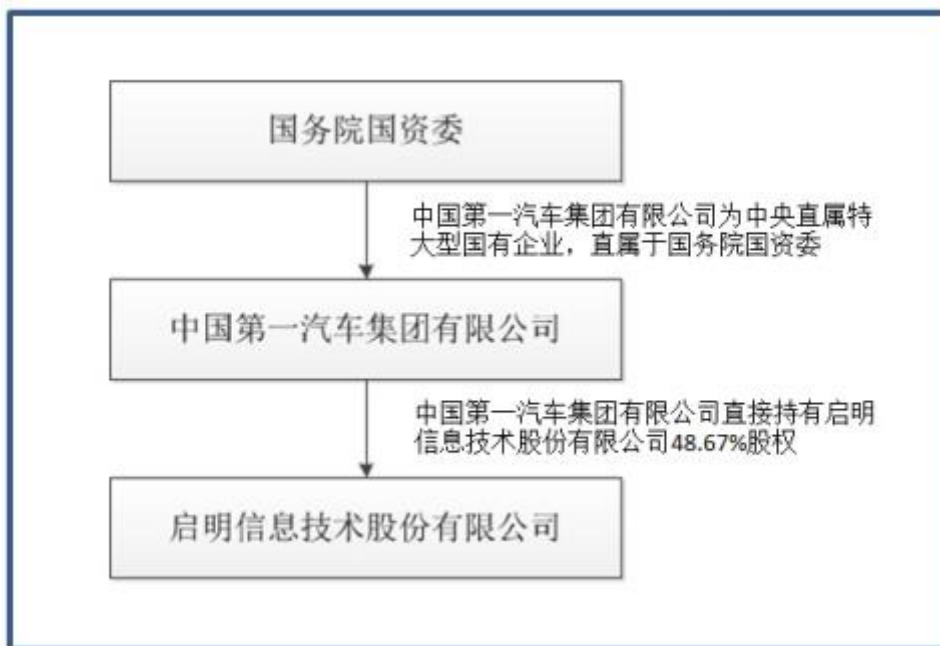 国务院国资委
中国第一汽车集团有限公司为中央直属特
大型国有企业，直属于国务院国资委
中国第一汽车集团有限公司
中国第一汽车集团有限公司直接持有启明
信息技术股份有限公司48.67%股权
启明信息技术股份有限公司